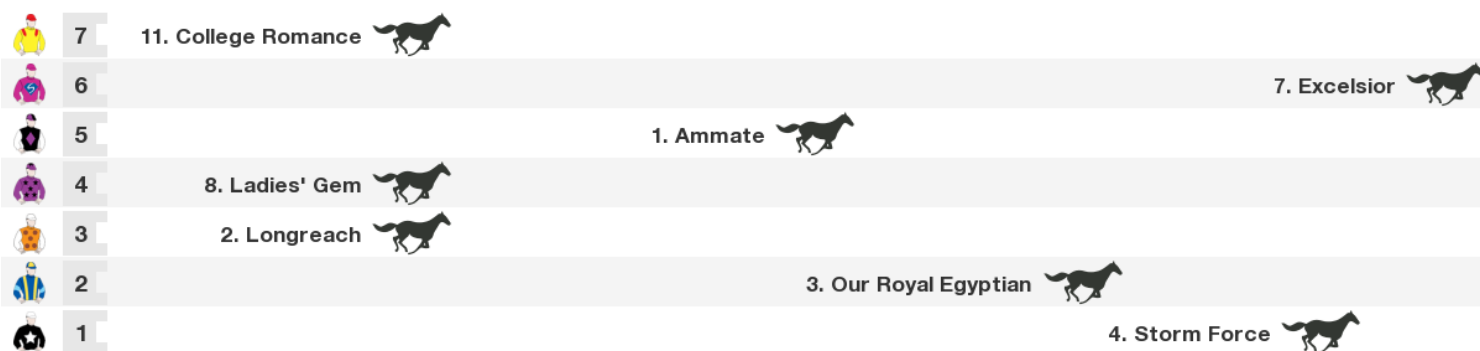 7 11. College Romance
6 7. Excelsior
5 1. Ammate
4 8. Ladies' Gem
3 2. Longreach
2 3. Our Royal Egyptian
1 4. Storm Force